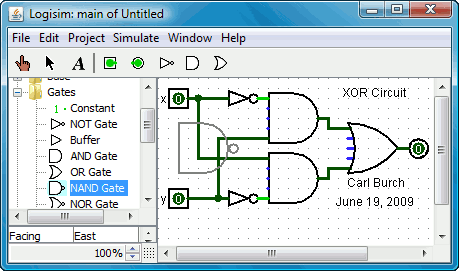 Logisim: main of Untitled
File Edit Project Simulate Window Help
A
Base
Gates
1 Constant
NOT Gate
Buffer
AND Gate
OR Gate
NAND Gate
NOR Gate
Facing East
100%
XOR Circuit
x 0
0
y 0
Carl Burch
June 19, 2009